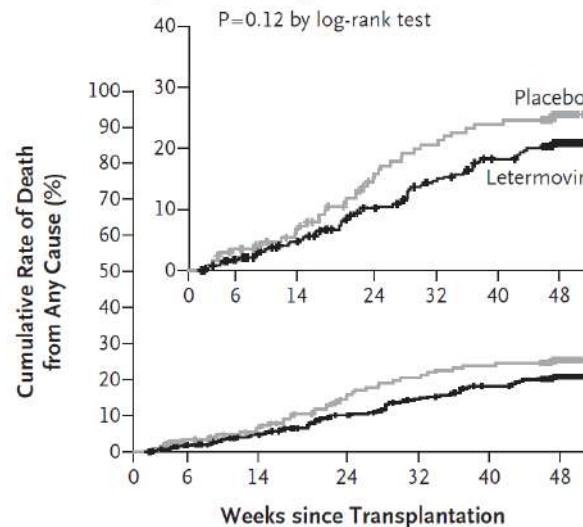 P=0.12 by log-rank test
40
30
20
10
0
Placebo
Letermovir
0 6 14 24 32 40 48
Cumulative Rate of Death
from Any Cause (%)
100
90
80
70
60
50
40
30
20
10
0
0 6 14 24 32 40 48
Weeks since Transplantation